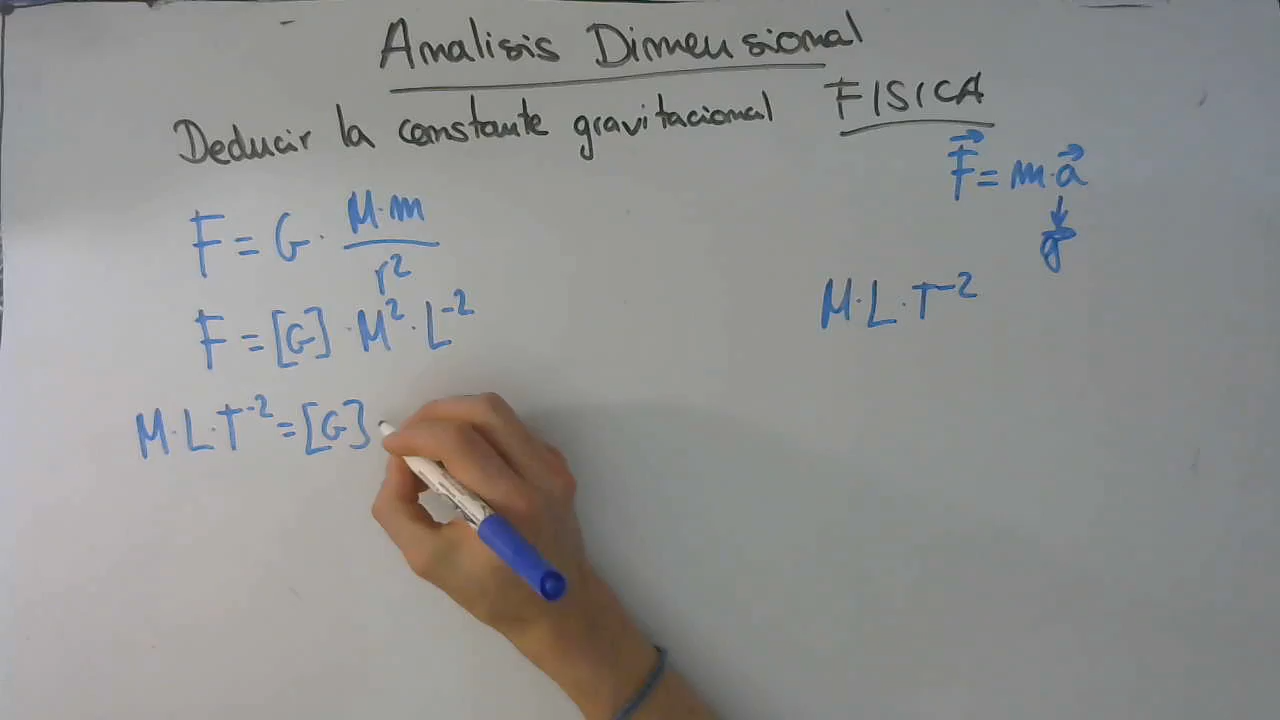 Analisis Dimensional
Deducir la constante gravitacional FISICA
F = G · M·m / r²
F = [G] · M² · L⁻²
M·L·T⁻² = [G]
F⃗ = m·a⃗
↓
g⃗
M·L·T⁻²